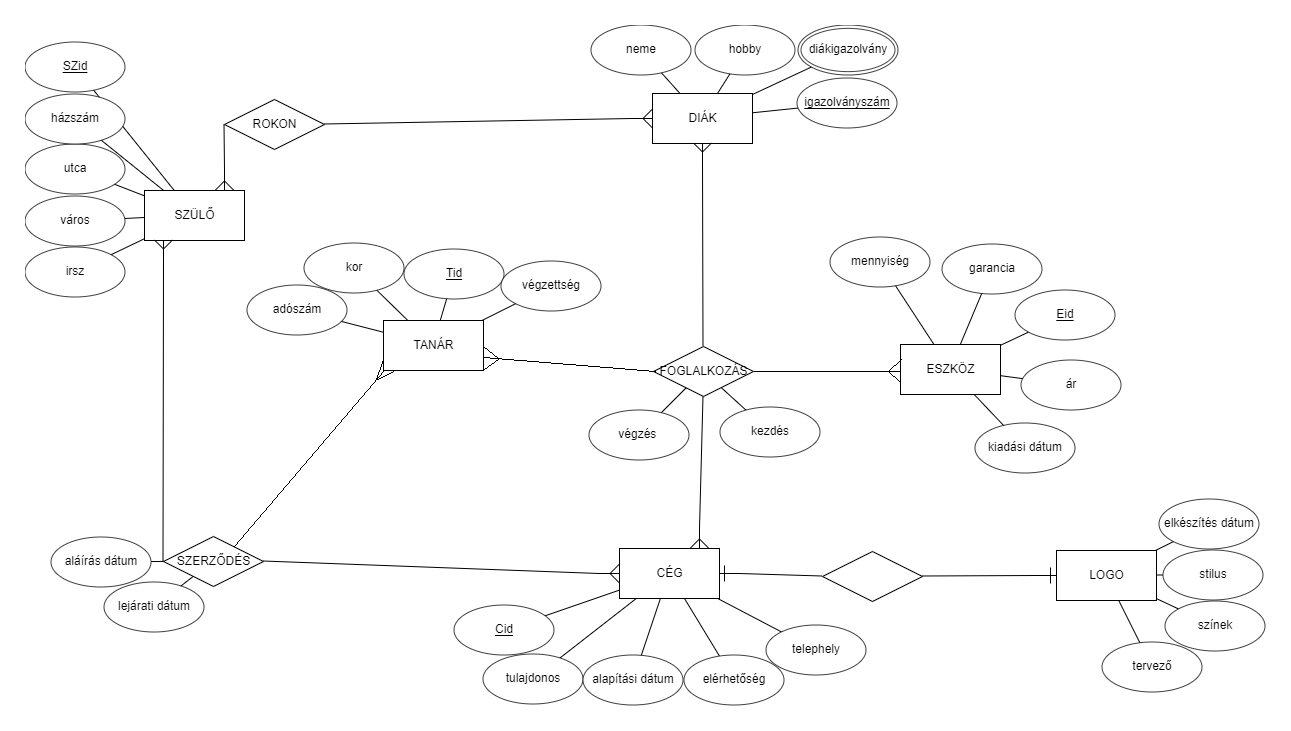 neme
hobby
diákigazolvány
SZid
igazolványszám
házszám
DIÁK
ROKON
utca
SZÜLŐ
város
irsz
kor
Tid
végzettség
adószám
TANÁR
mennyiség
garancia
Eid
FOGLALKOZÁS
ESZKÖZ
ár
végzés
kezdés
kiadási dátum
elkészítés dátum
aláírás dátum
SZERZŐDÉS
CÉG
LOGO
stilus
lejárati dátum
Cid
színek
telephely
tervező
tulajdonos
alapítási dátum
elérhetőség